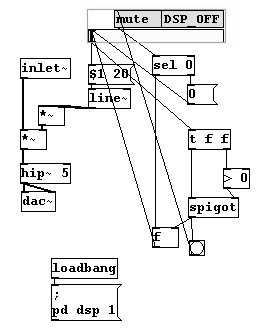 mute DSP_OFF
inlet~
$1 20
sel 0
line~
0
*~
*~
t f f
hip~ 5
> 0
dac~
spigot
f
loadbang
;
pd dsp 1